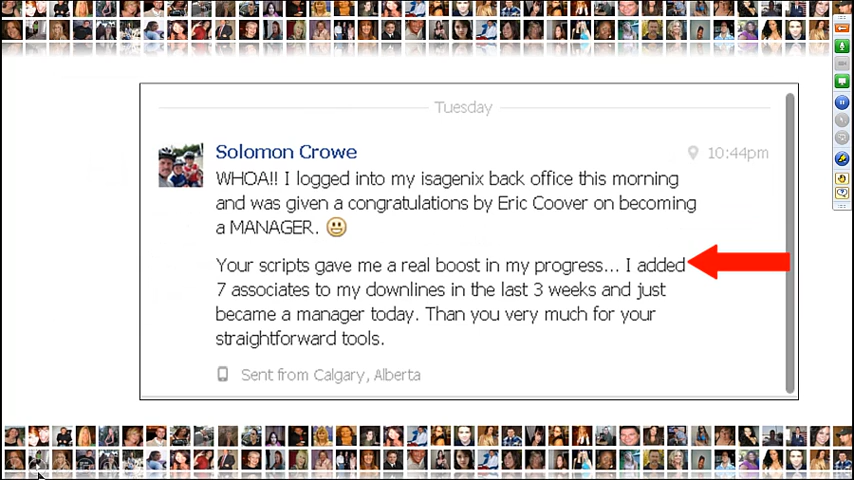 Tuesday
Solomon Crowe
10:44pm
WHOA!! I logged into my isagenix back office this morning
and was given a congratulations by Eric Coover on becoming
a MANAGER. 😃
Your scripts gave me a real boost in my progress... I added
7 associates to my downlines in the last 3 weeks and just
became a manager today. Than you very much for your
straightforward tools.
Sent from Calgary, Alberta